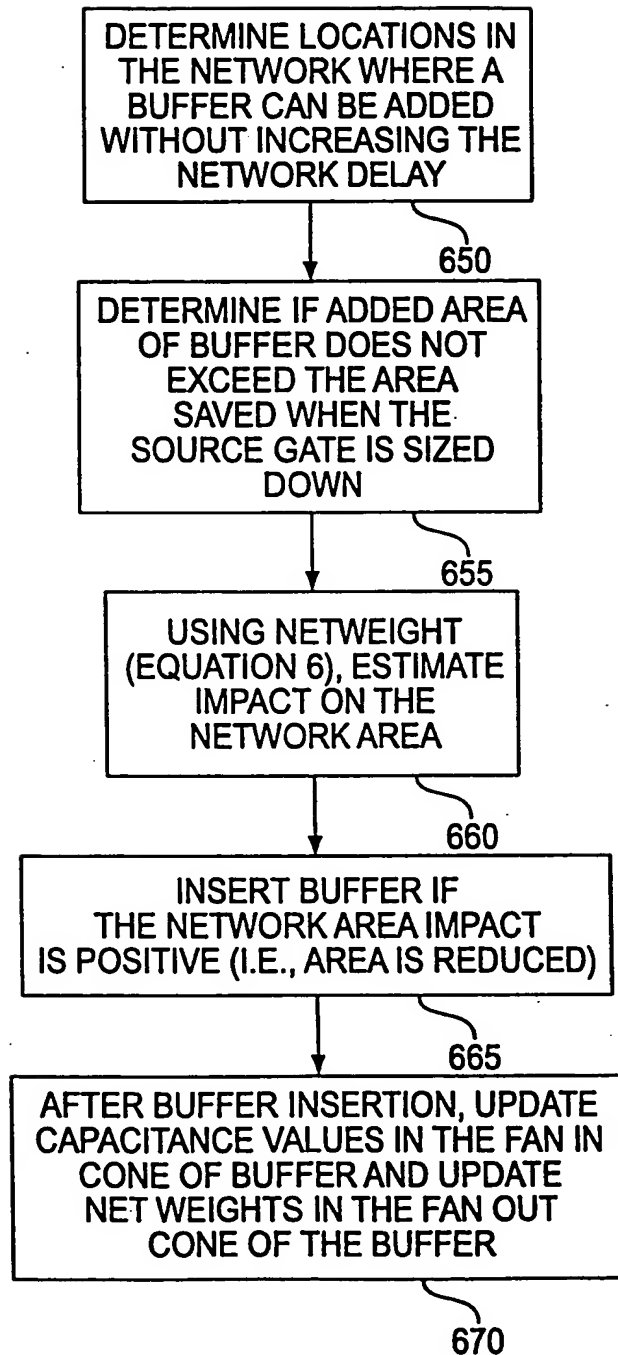 DETERMINE LOCATIONS IN
THE NETWORK WHERE A
BUFFER CAN BE ADDED
WITHOUT INCREASING THE
NETWORK DELAY
650
DETERMINE IF ADDED AREA
OF BUFFER DOES NOT
EXCEED THE AREA
SAVED WHEN THE
SOURCE GATE IS SIZED
DOWN
655
USING NETWEIGHT
(EQUATION 6), ESTIMATE
IMPACT ON THE
NETWORK AREA
660
INSERT BUFFER IF
THE NETWORK AREA IMPACT
IS POSITIVE (I.E., AREA IS REDUCED)
665
AFTER BUFFER INSERTION, UPDATE
CAPACITANCE VALUES IN THE FAN IN
CONE OF BUFFER AND UPDATE
NET WEIGHTS IN THE FAN OUT
CONE OF THE BUFFER
670